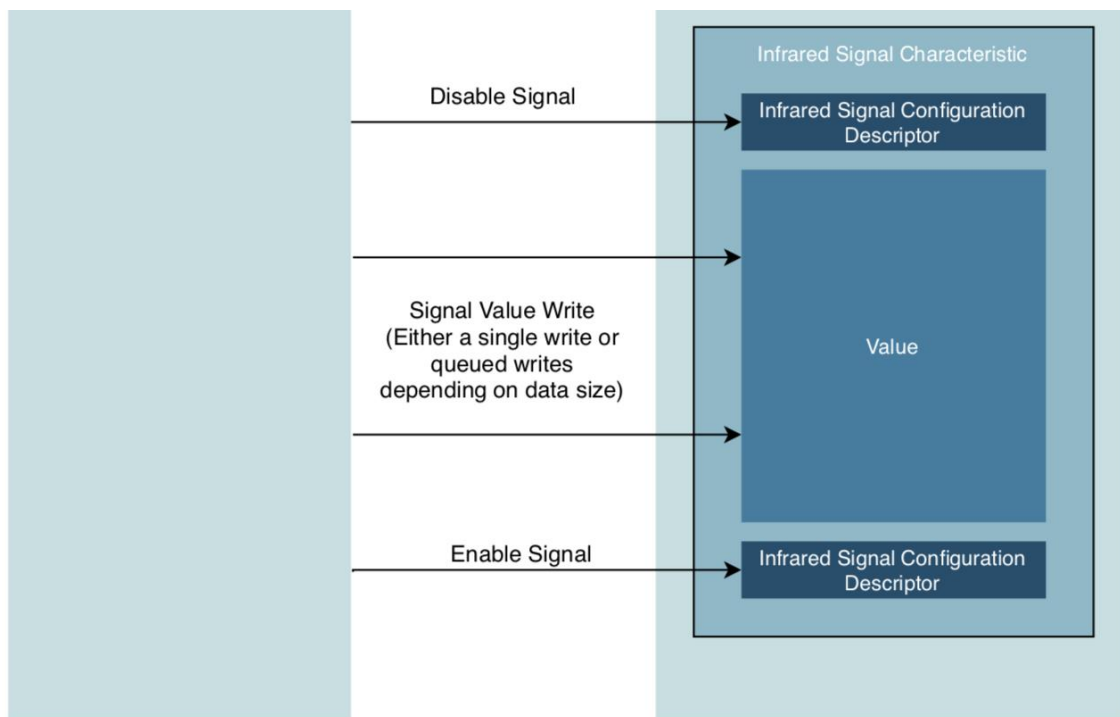 Infrared Signal Characteristic
Disable Signal
Infrared Signal Configuration
Descriptor
Signal Value Write
(Either a single write or
queued writes
depending on data size)
Value
Enable Signal
Infrared Signal Configuration
Descriptor